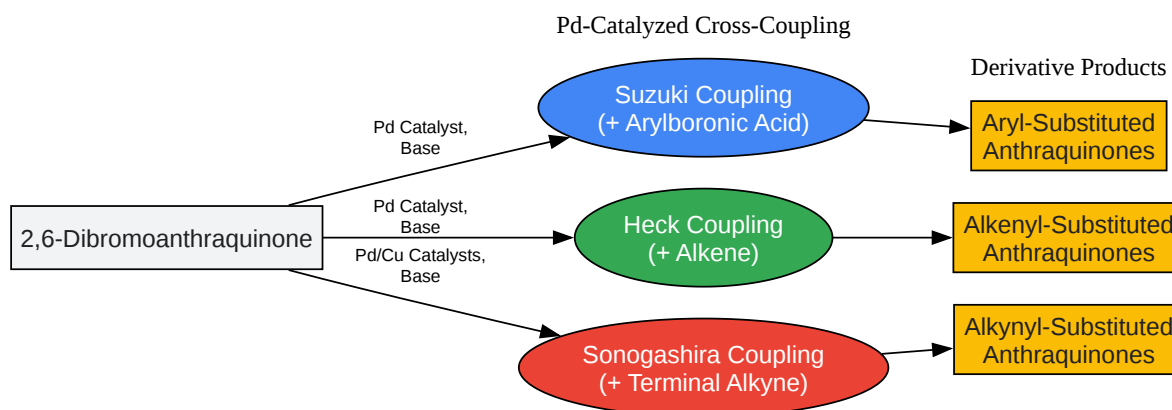 Pd-Catalyzed Cross-Coupling
Derivative Products
Suzuki Coupling
(+ Arylboronic Acid)
Aryl-Substituted
Anthraquinones
Pd Catalyst,
Base
2,6-Dibromoanthraquinone
Pd Catalyst,
Base
Heck Coupling
(+ Alkene)
Alkenyl-Substituted
Anthraquinones
Pd/Cu Catalysts,
Base
Sonogashira Coupling
(+ Terminal Alkyne)
Alkynyl-Substituted
Anthraquinones